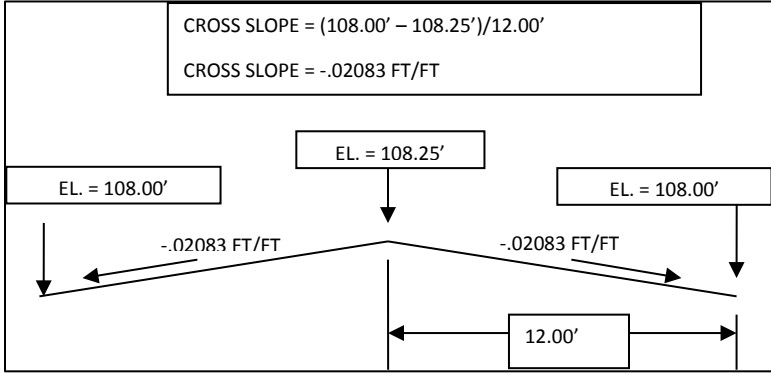 CROSS SLOPE = (108.00’ – 108.25’)/12.00’
CROSS SLOPE = -.02083 FT/FT
EL. = 108.25’
EL. = 108.00’
EL. = 108.00’
-.02083 FT/FT
-.02083 FT/FT
12.00’